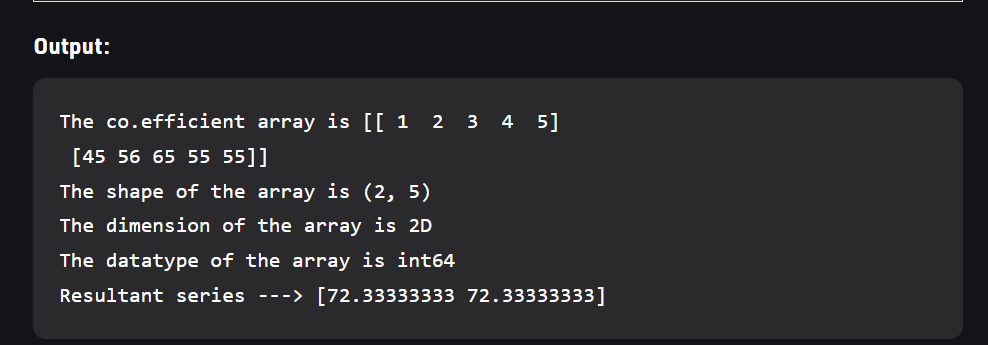 Output:
The co.efficient array is [[ 1  2  3  4  5]
 [45 56 65 55 55]]
The shape of the array is (2, 5)
The dimension of the array is 2D
The datatype of the array is int64
Resultant series ---> [72.33333333 72.33333333]